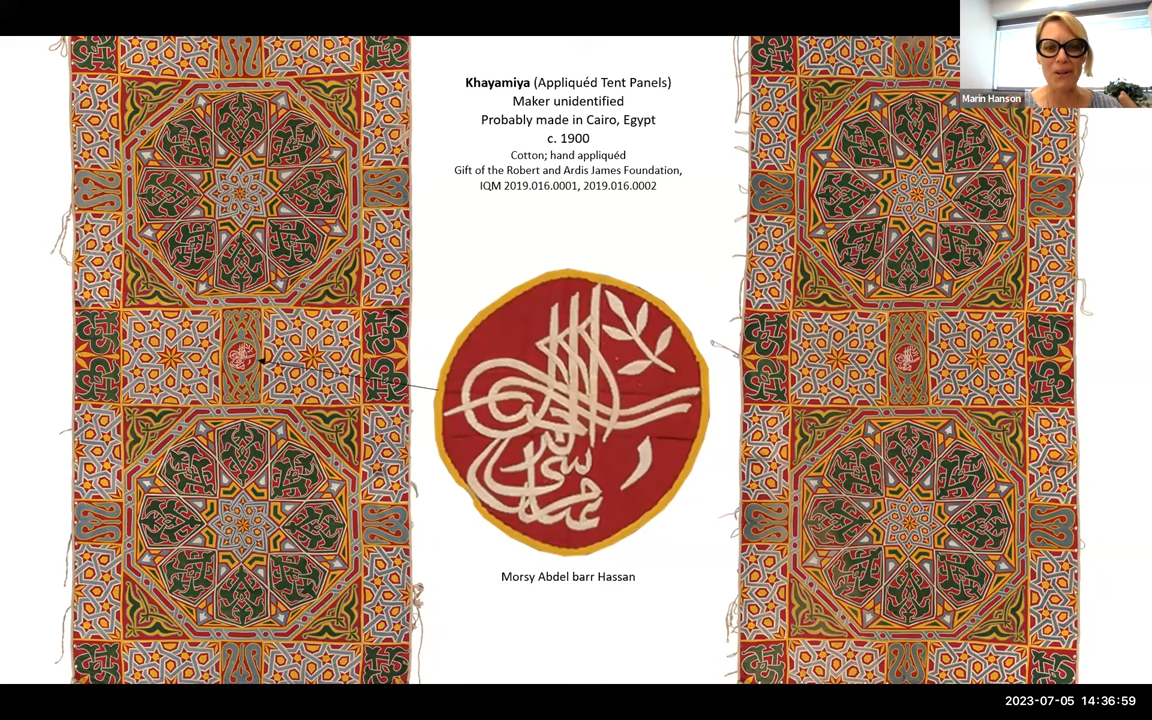 Khayamiya (Appliquéd Tent Panels)
Maker unidentified
Probably made in Cairo, Egypt
c. 1900
Cotton; hand appliquéd
Gift of the Robert and Ardis James Foundation,
IQM 2019.016.0001, 2019.016.0002
Marin Hanson
Morsy Abdel barr Hassan
2023-07-05 14:36:59